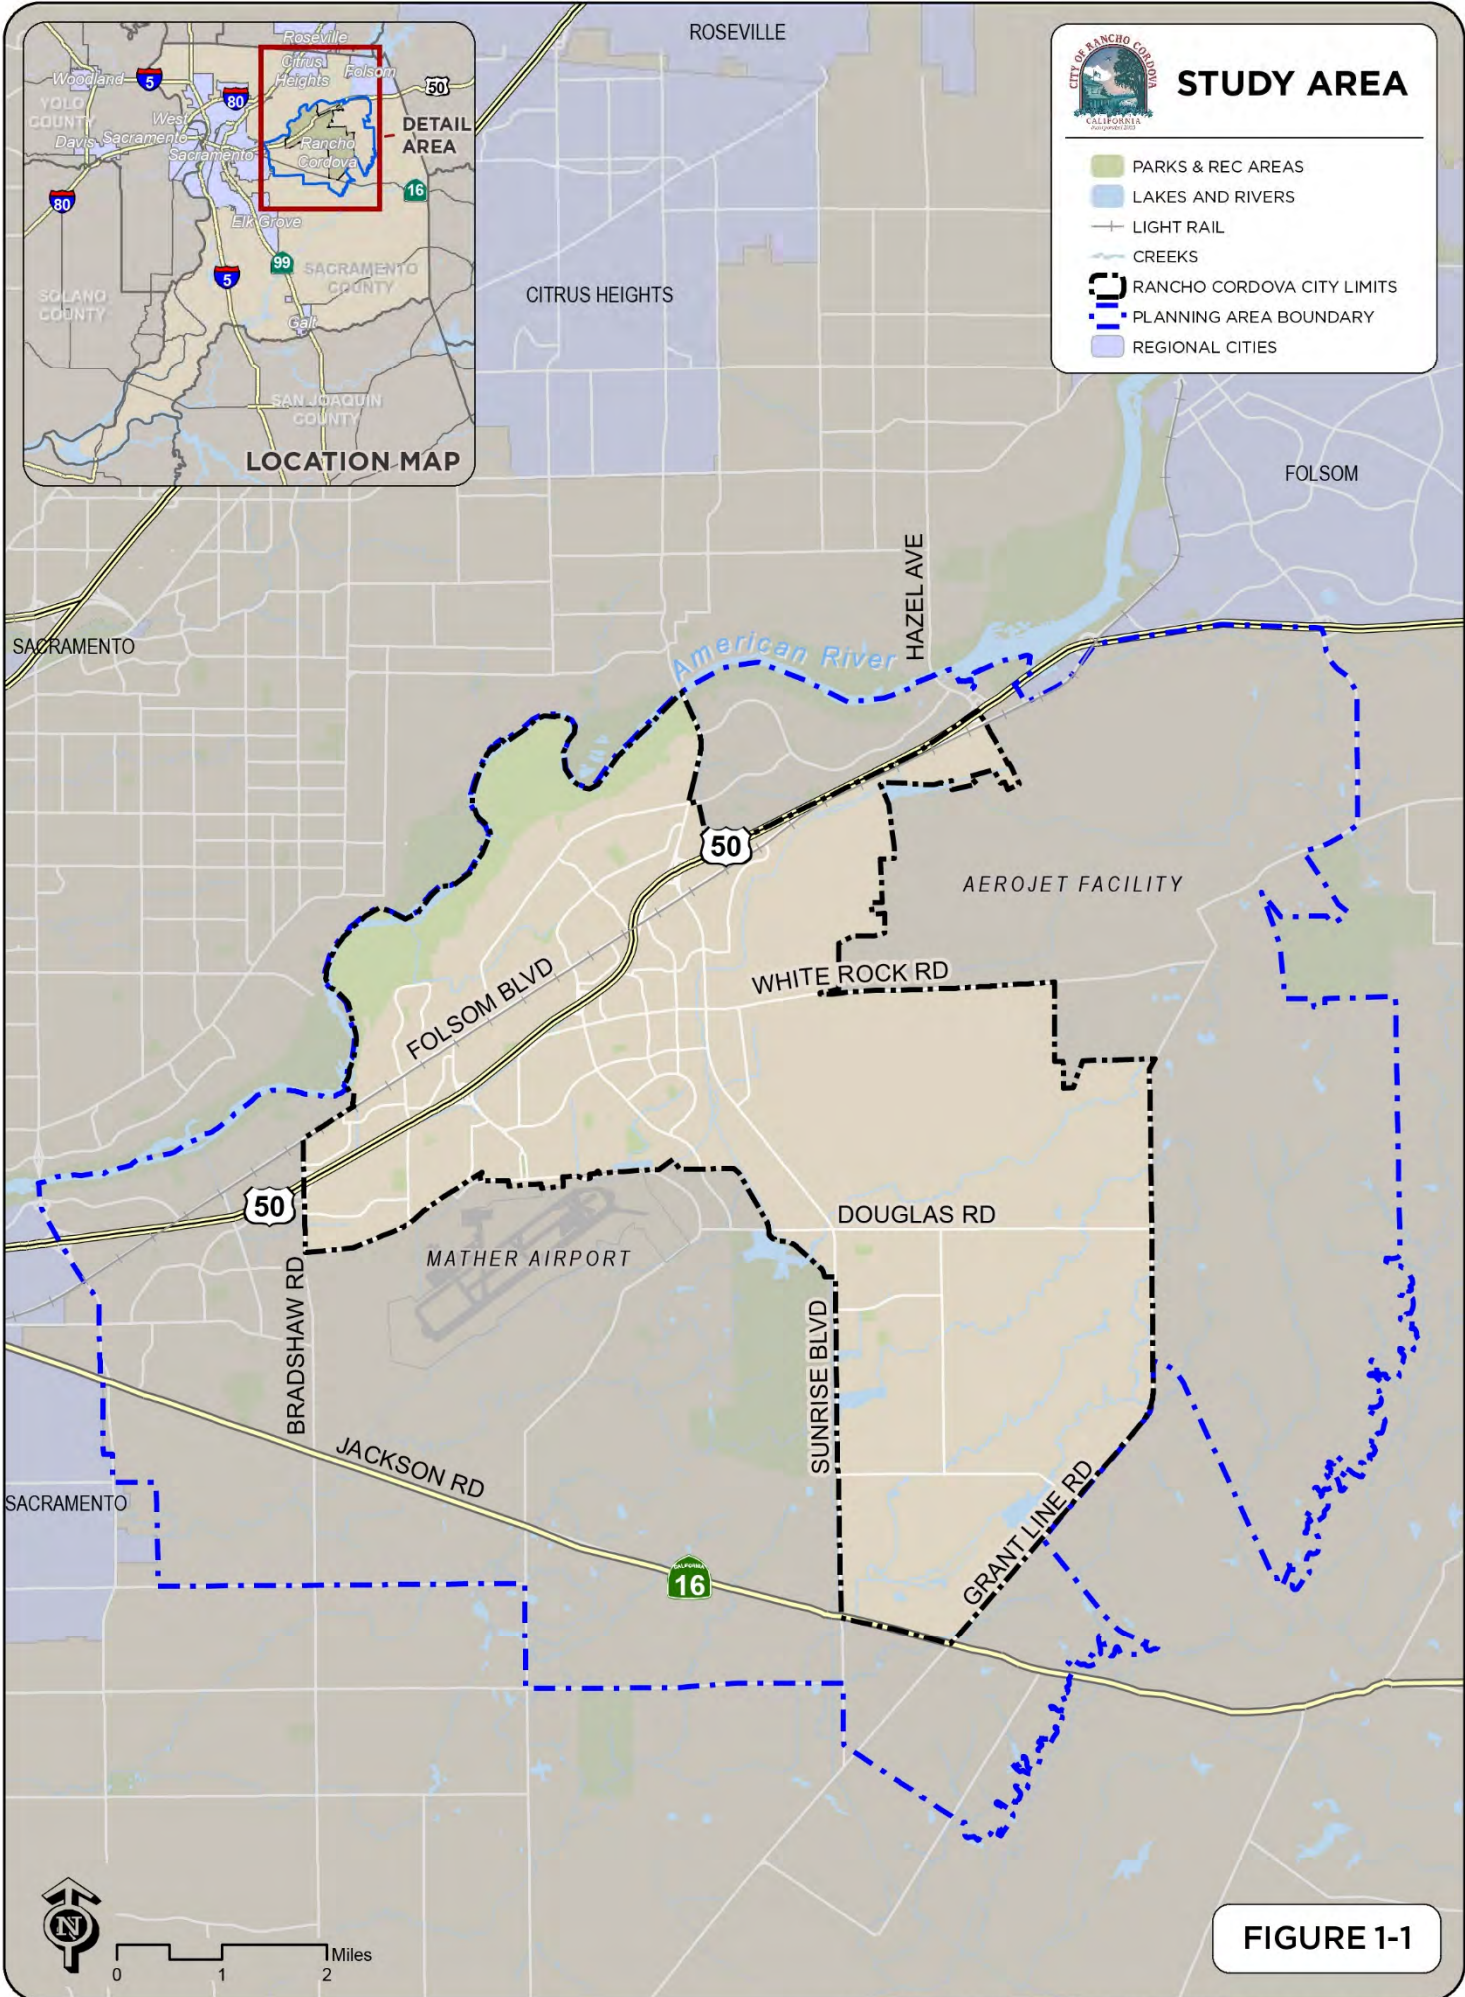 Roseville
Citrus
Heights
Folsom
Woodland
5
80
50
YOLO
COUNTY
West
Sacramento
Davis
Sacramento
Rancho
Cordova
DETAIL
AREA
16
80
Elk Grove
99
5
SACRAMENTO
COUNTY
SOLANO
COUNTY
Galt
SAN JOAQUIN
COUNTY
LOCATION MAP
CITY OF RANCHO CORDOVA
CALIFORNIA
STUDY AREA
PARKS & REC AREAS
LAKES AND RIVERS
LIGHT RAIL
CREEKS
RANCHO CORDOVA CITY LIMITS
PLANNING AREA BOUNDARY
REGIONAL CITIES
ROSEVILLE
CITRUS HEIGHTS
FOLSOM
HAZEL AVE
SACRAMENTO
American River
50
AEROJET FACILITY
WHITE ROCK RD
FOLSOM BLVD
50
DOUGLAS RD
MATHER AIRPORT
BRADSHAW RD
SUNRISE BLVD
JACKSON RD
SACRAMENTO
GRANT LINE RD
CALIFORNIA
16
N
Miles
0 1 2
FIGURE 1-1